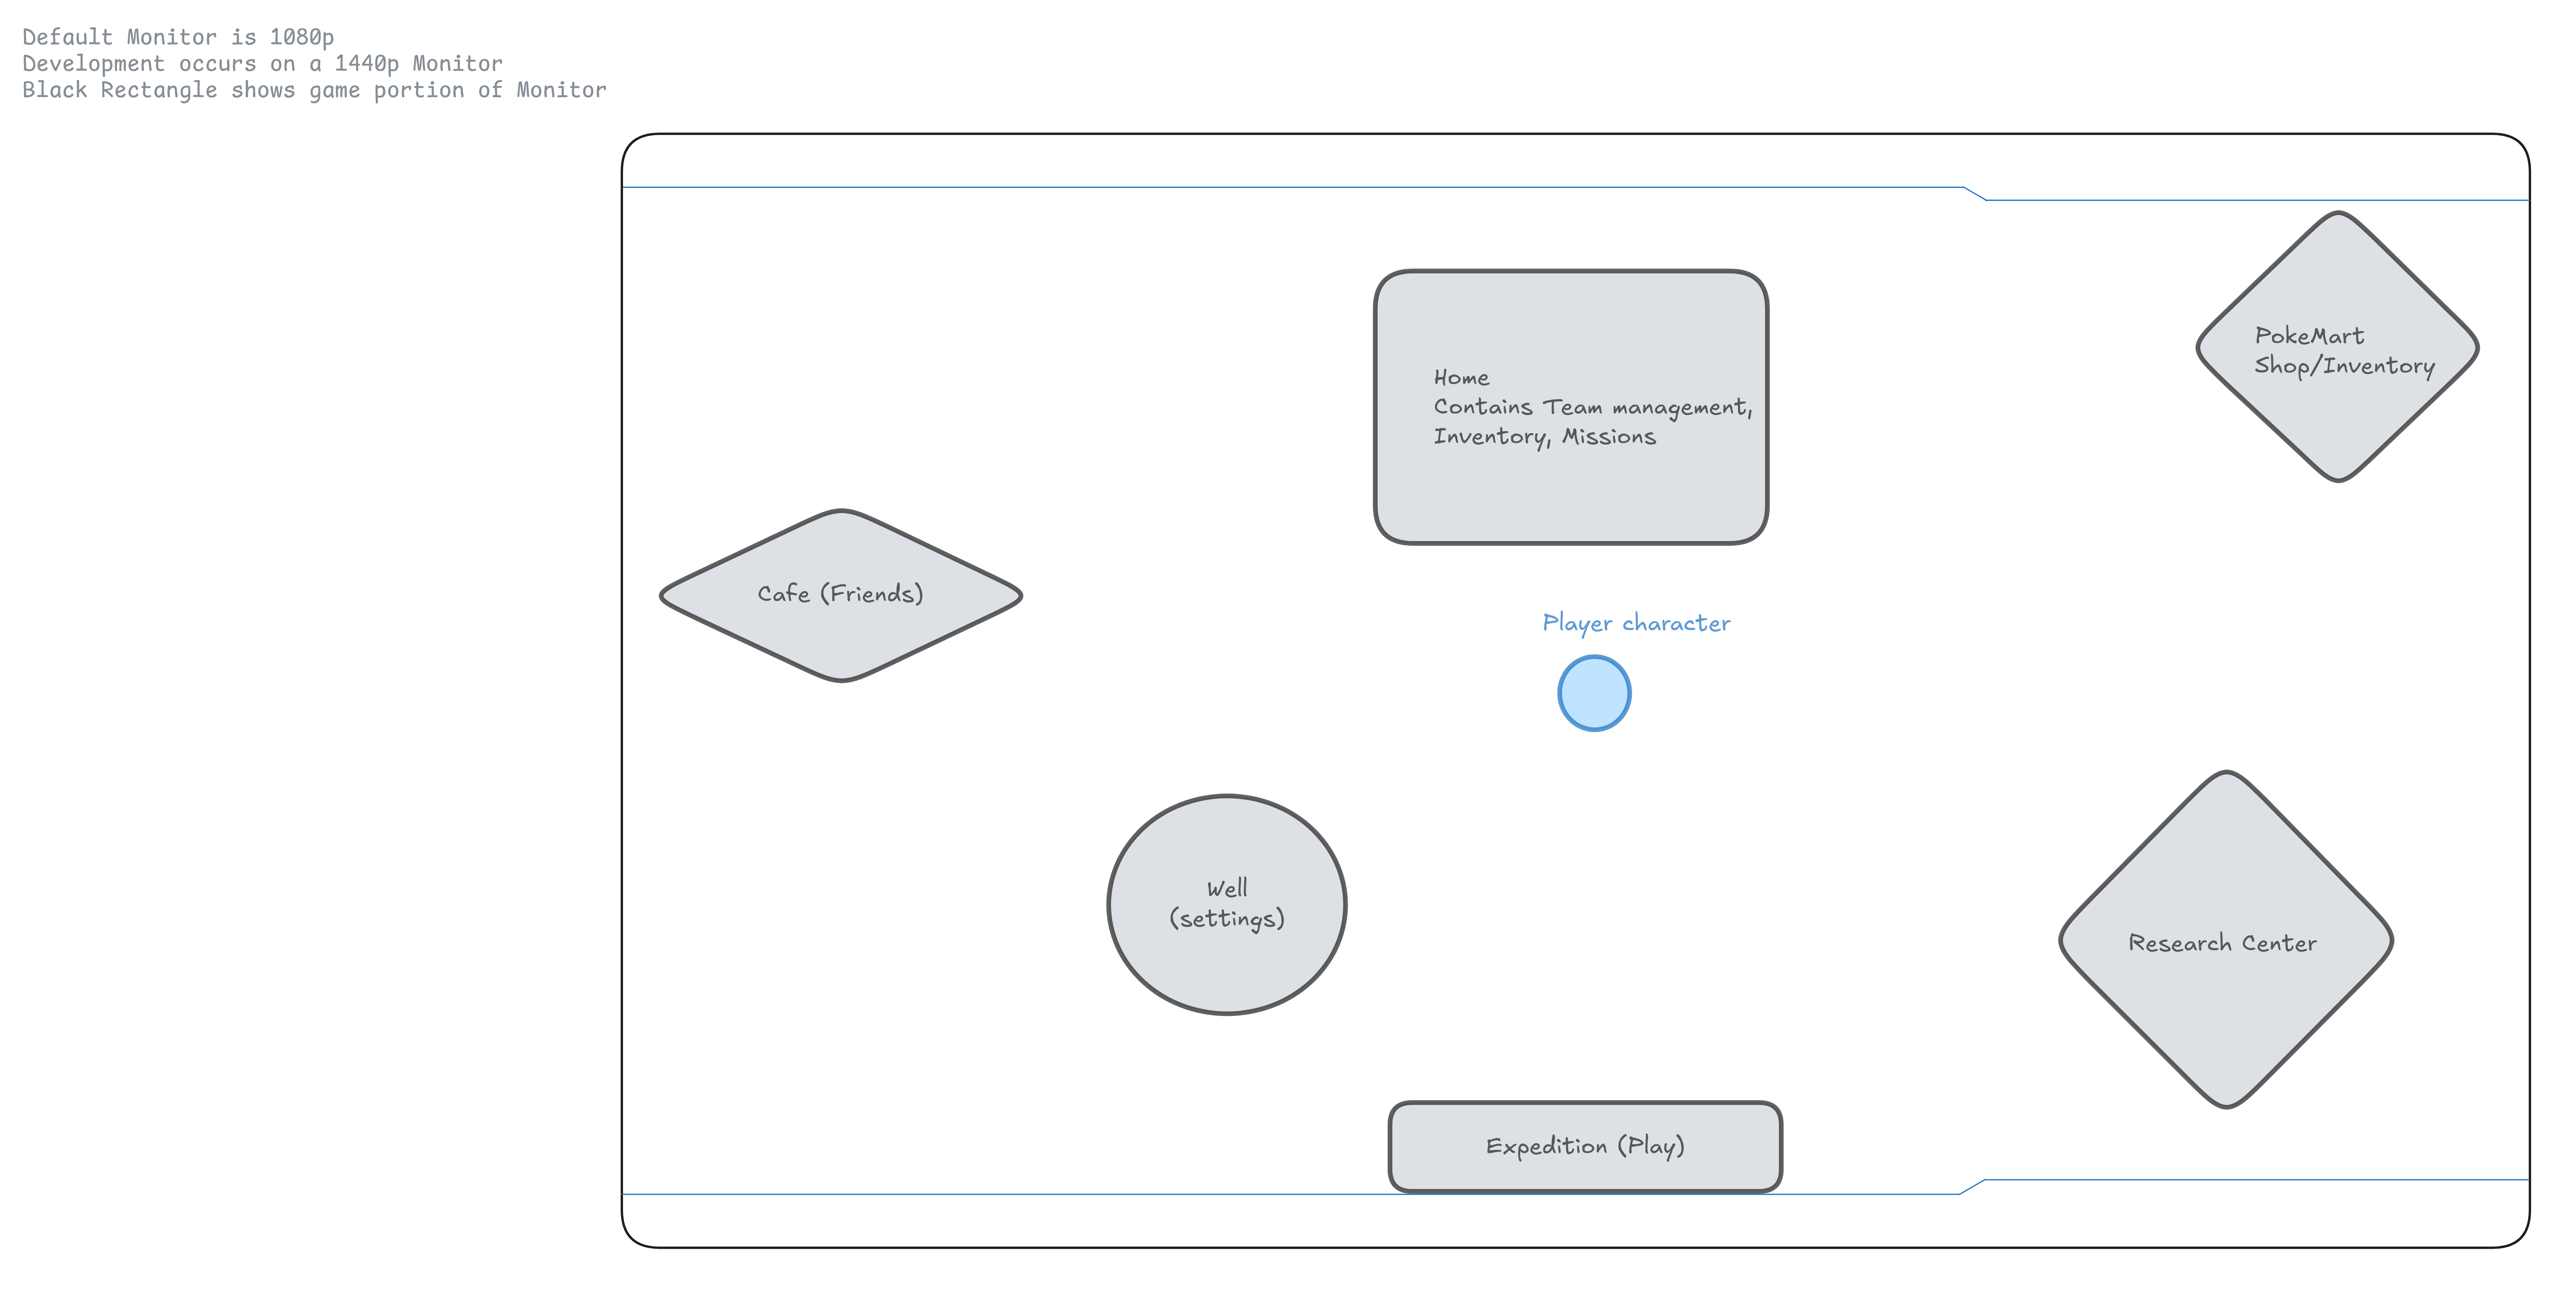 Default Monitor is 1080p
Development occurs on a 1440p Monitor
Black Rectangle shows game portion of Monitor
PokeMart
Shop/Inventory
Home
Contains Team management,
Inventory, Missions
Cafe (Friends)
Player character
Well
(settings)
Research Center
Expedition (Play)